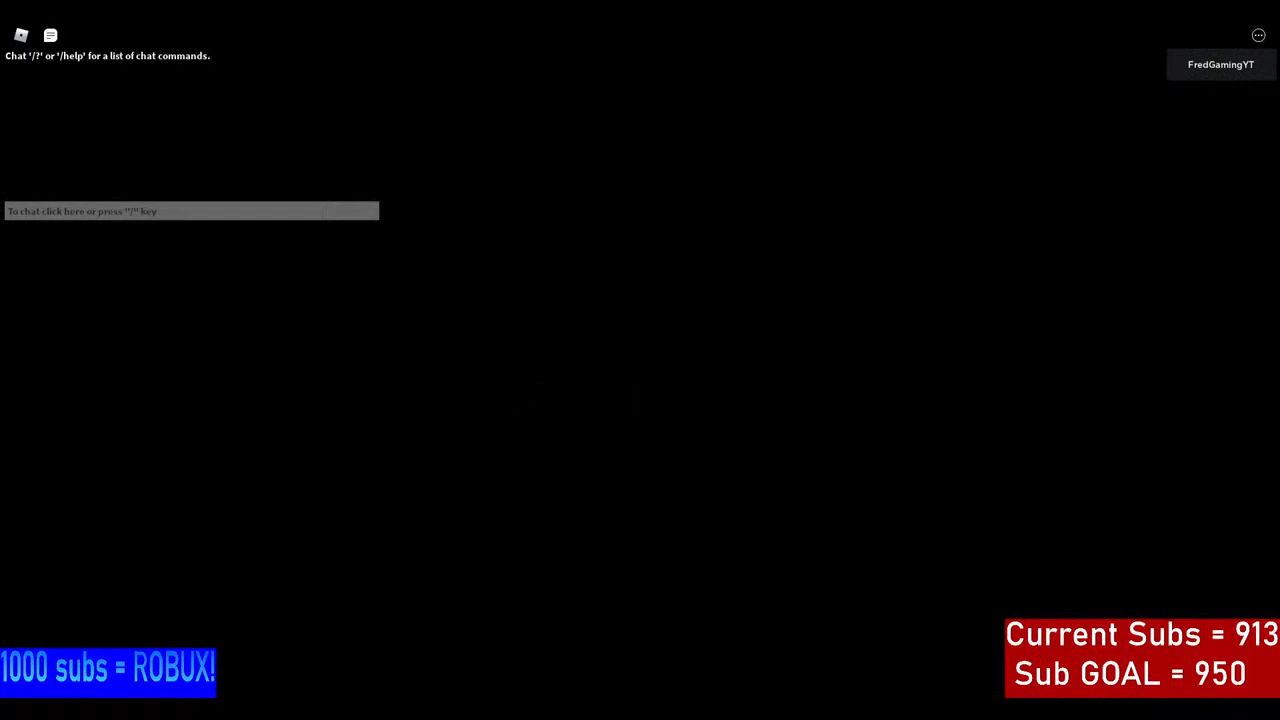 Chat '/?' or '/help' for a list of chat commands.
FredGamingYT
To chat click here or press "/" key
Current Subs = 913
Sub GOAL = 950
1000 subs = ROBUX!